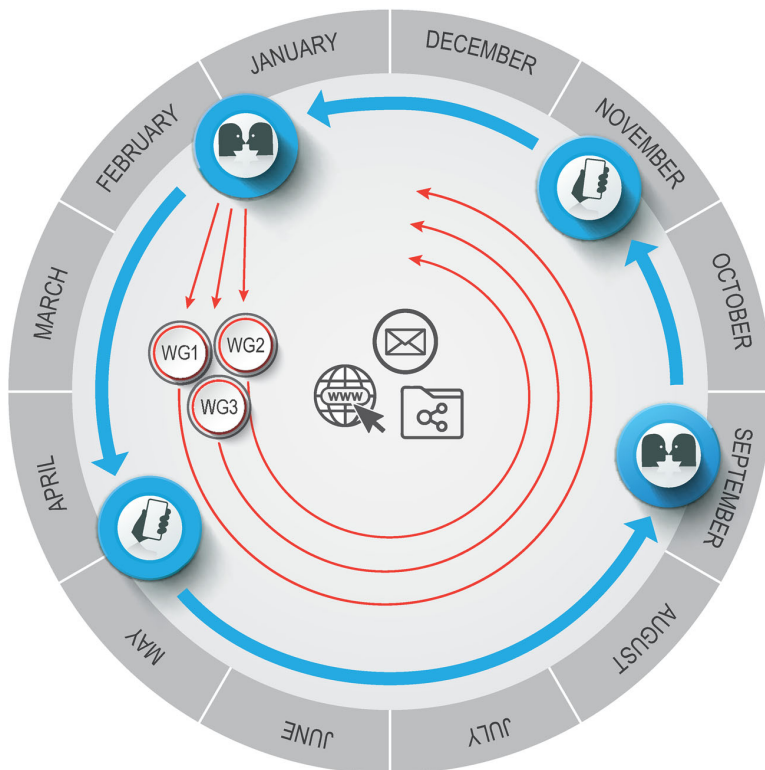 JANUARY
FEBRUARY
MARCH
APRIL
MAY
JUNE
JULY
AUGUST
SEPTEMBER
OCTOBER
NOVEMBER
DECEMBER
WG1
WG2
WG3
WWW